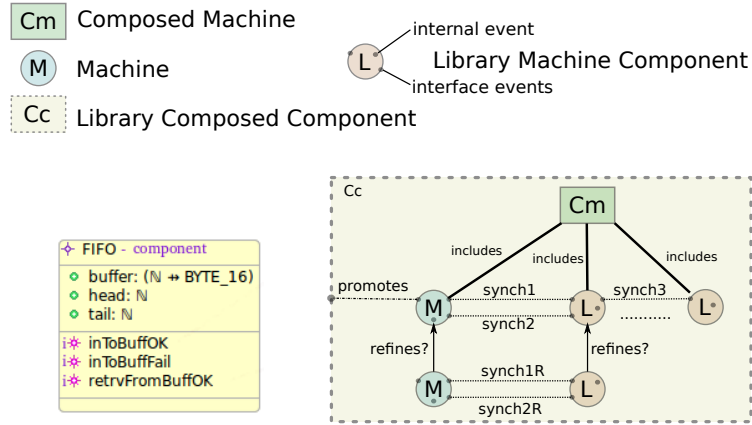 Cm Composed Machine
M Machine
L Library Machine Component
internal event
interface events
Cc Library Composed Component
FIFO - component
buffer: (ℕ ⇸ BYTE_16)
head: ℕ
tail: ℕ
i inToBuffOK
i inToBuffFail
i retrvFromBuffOK
Cc
Cm
includes
includes
includes
promotes
M
synch1
synch2
L
synch3
...........
L
refines?
refines?
M
synch1R
synch2R
L